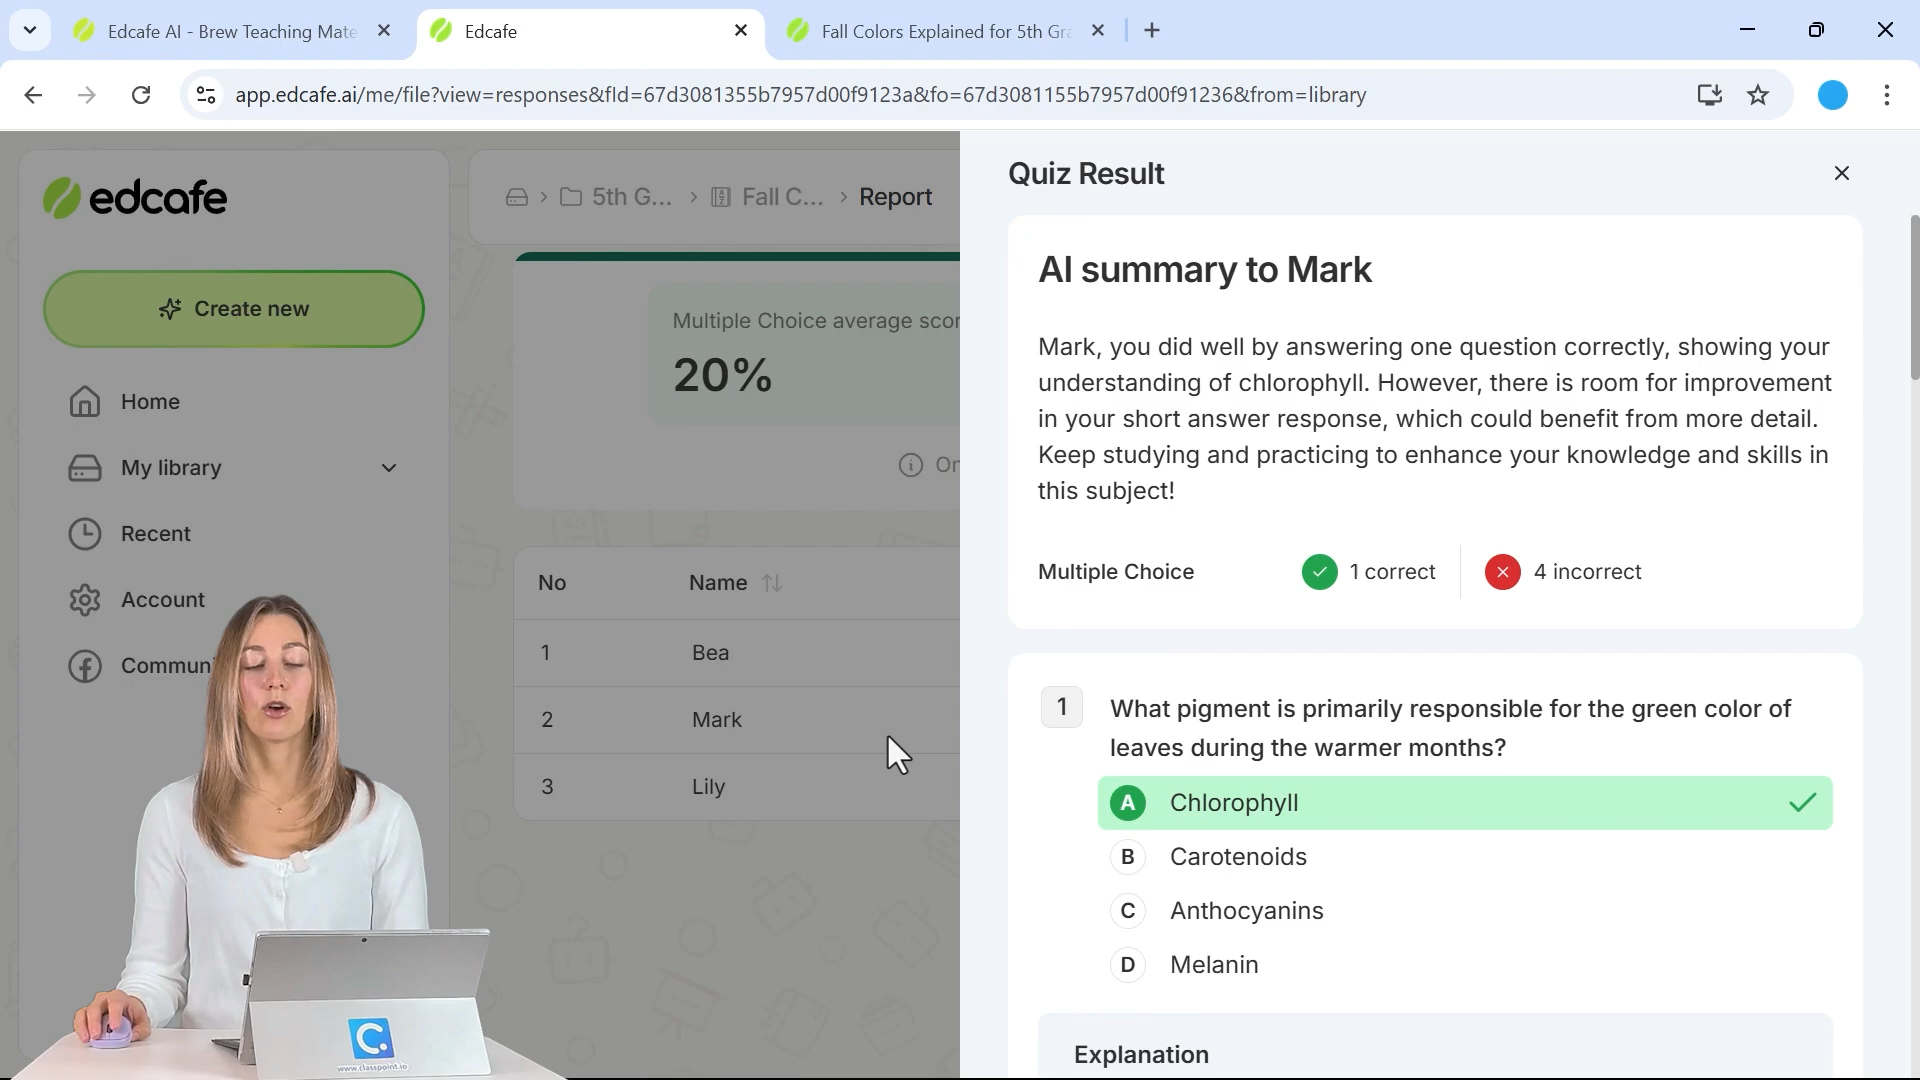 Edcafe AI - Brew Teaching Mate
Edcafe
Fall Colors Explained for 5th Gra
app.edcafe.ai/me/file?view=responses&fId=67d3081355b7957d00f9123a&fo=67d3081155b7957d00f91236&from=library
edcafe
Create new
Home
My library
Recent
Account
Communi
5th G... > Fall C... > Report
Multiple Choice average scor
20%
On
No Name
1 Bea
2 Mark
3 Lily
Quiz Result
AI summary to Mark
Mark, you did well by answering one question correctly, showing your
understanding of chlorophyll. However, there is room for improvement
in your short answer response, which could benefit from more detail.
Keep studying and practicing to enhance your knowledge and skills in
this subject!
Multiple Choice 1 correct 4 incorrect
1 What pigment is primarily responsible for the green color of
leaves during the warmer months?
A Chlorophyll
B Carotenoids
C Anthocyanins
D Melanin
Explanation
C.
www.classpoint.io